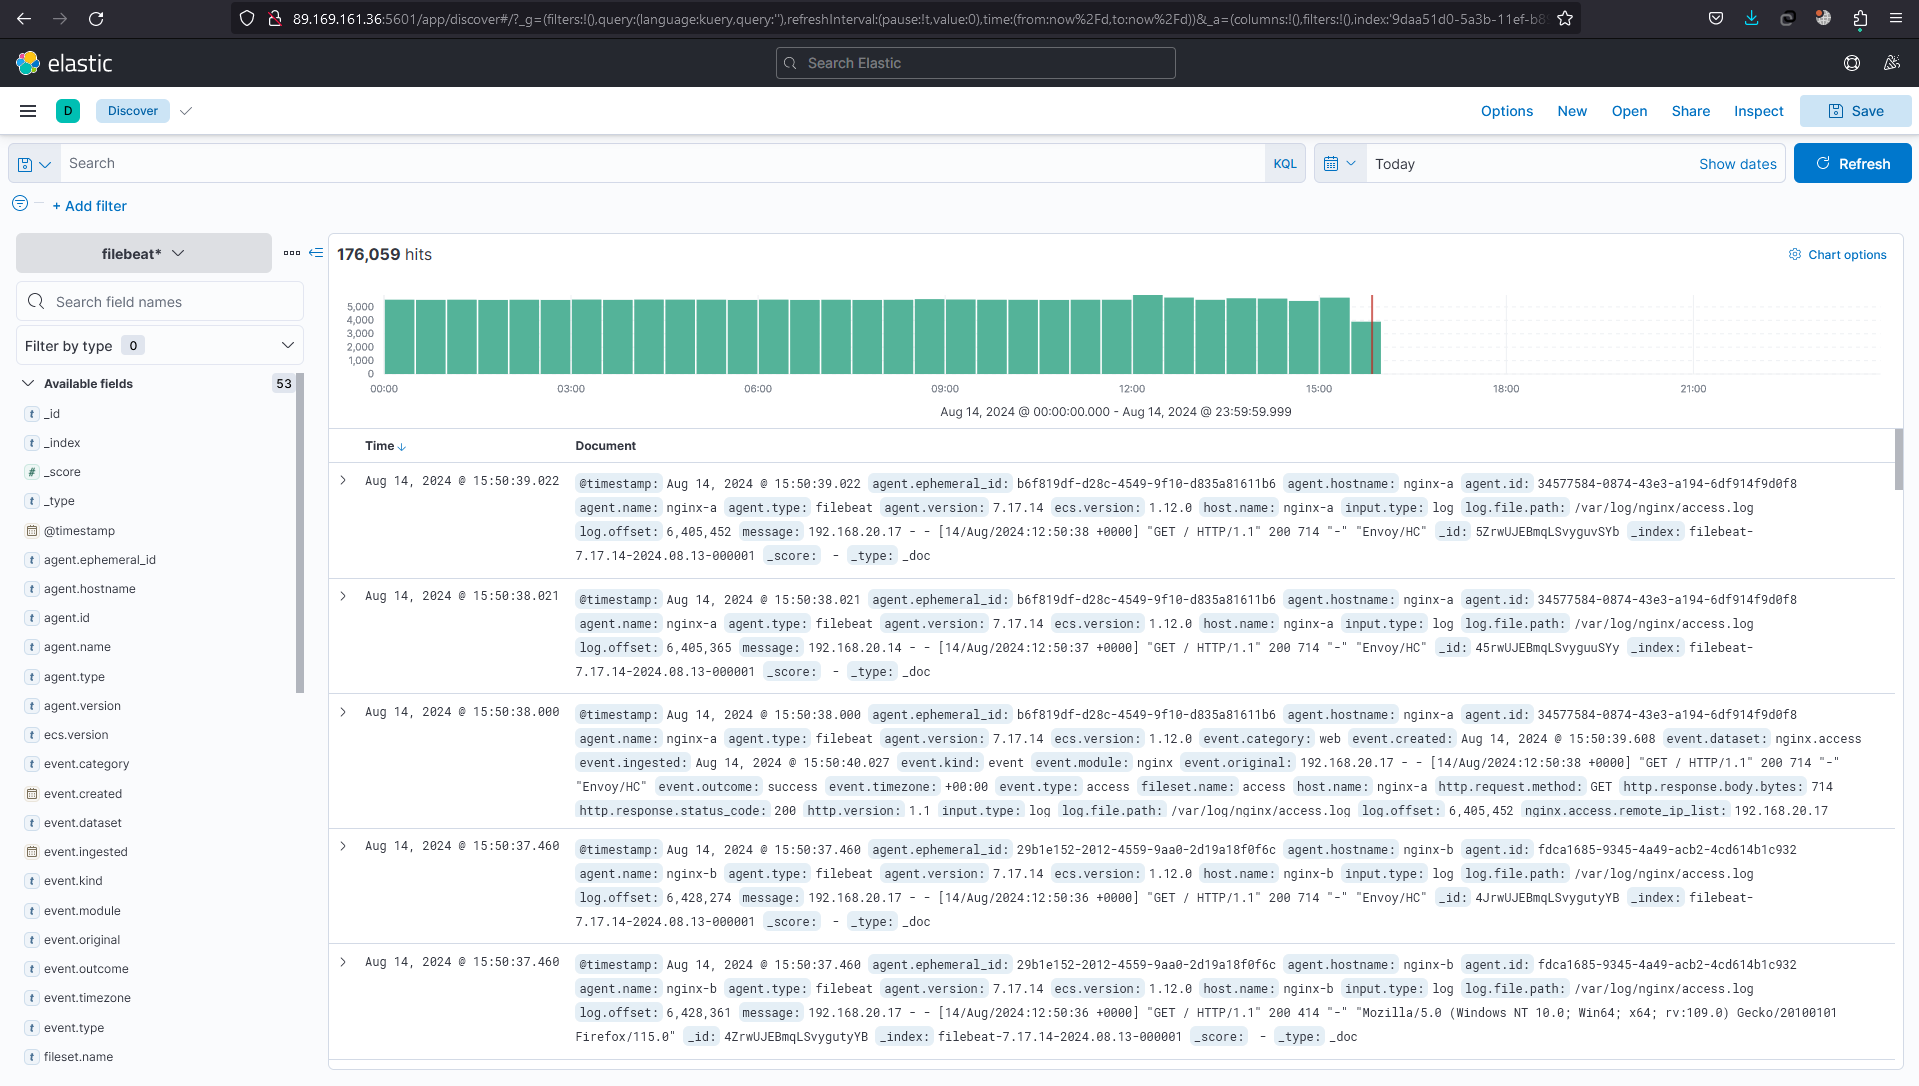 89.169.161.36:5601/app/discover#/?_g=(filters:!(),query:(language:kuery,query:''),refreshInterval:(pause:!t,value:0),time:(from:now%2Fd,to:now%2Fd))&_a=(columns:!(),filters:!(),index:'9daa51d0-5a3b-11ef-b8
elastic
Search Elastic
D
Discover
Options
New
Open
Share
Inspect
Save
Search
KQL
Today
Show dates
Refresh
+ Add filter
filebeat*
Search field names
Filter by type 0
Available fields 53
t _id
t _index
# _score
t _type
@timestamp
t agent.ephemeral_id
t agent.hostname
t agent.id
t agent.name
t agent.type
t agent.version
t ecs.version
t event.category
event.created
t event.dataset
event.ingested
t event.kind
t event.module
t event.original
t event.outcome
t event.timezone
t event.type
t fileset.name
176,059 hits
Chart options
5,000
4,000
3,000
2,000
1,000
0
00:00 03:00 06:00 09:00 12:00 15:00 18:00 21:00
Aug 14, 2024 @ 00:00:00.000 - Aug 14, 2024 @ 23:59:59.999
Time Document
Aug 14, 2024 @ 15:50:39.022 @timestamp: Aug 14, 2024 @ 15:50:39.022 agent.ephemeral_id: b6f819df-d28c-4549-9f10-d835a81611b6 agent.hostname: nginx-a agent.id: 34577584-0874-43e3-a194-6df914f9d0f8
agent.name: nginx-a agent.type: filebeat agent.version: 7.17.14 ecs.version: 1.12.0 host.name: nginx-a input.type: log log.file.path: /var/log/nginx/access.log
log.offset: 6,405,452 message: 192.168.20.17 - - [14/Aug/2024:12:50:38 +0000] "GET / HTTP/1.1" 200 714 "-" "Envoy/HC" _id: 5ZrwUJEBmqLSvyguvSYb _index: filebeat-
7.17.14-2024.08.13-000001 _score: - _type: _doc
Aug 14, 2024 @ 15:50:38.021 @timestamp: Aug 14, 2024 @ 15:50:38.021 agent.ephemeral_id: b6f819df-d28c-4549-9f10-d835a81611b6 agent.hostname: nginx-a agent.id: 34577584-0874-43e3-a194-6df914f9d0f8
agent.name: nginx-a agent.type: filebeat agent.version: 7.17.14 ecs.version: 1.12.0 host.name: nginx-a input.type: log log.file.path: /var/log/nginx/access.log
log.offset: 6,405,365 message: 192.168.20.14 - - [14/Aug/2024:12:50:37 +0000] "GET / HTTP/1.1" 200 714 "-" "Envoy/HC" _id: 45rwUJEBmqLSvyguuSYy _index: filebeat-
7.17.14-2024.08.13-000001 _score: - _type: _doc
Aug 14, 2024 @ 15:50:38.000 @timestamp: Aug 14, 2024 @ 15:50:38.000 agent.ephemeral_id: b6f819df-d28c-4549-9f10-d835a81611b6 agent.hostname: nginx-a agent.id: 34577584-0874-43e3-a194-6df914f9d0f8
agent.name: nginx-a agent.type: filebeat agent.version: 7.17.14 ecs.version: 1.12.0 event.category: web event.created: Aug 14, 2024 @ 15:50:39.608 event.dataset: nginx.access
event.ingested: Aug 14, 2024 @ 15:50:40.027 event.kind: event event.module: nginx event.original: 192.168.20.17 - - [14/Aug/2024:12:50:38 +0000] "GET / HTTP/1.1" 200 714 "-"
"Envoy/HC" event.outcome: success event.timezone: +00:00 event.type: access fileset.name: access host.name: nginx-a http.request.method: GET http.response.body.bytes: 714
http.response.status_code: 200 http.version: 1.1 input.type: log log.file.path: /var/log/nginx/access.log log.offset: 6,405,452 nginx.access.remote_ip_list: 192.168.20.17
Aug 14, 2024 @ 15:50:37.460 @timestamp: Aug 14, 2024 @ 15:50:37.460 agent.ephemeral_id: 29b1e152-2012-4559-9aa0-2d19a18f0f6c agent.hostname: nginx-b agent.id: fdca1685-9345-4a49-acb2-4cd614b1c932
agent.name: nginx-b agent.type: filebeat agent.version: 7.17.14 ecs.version: 1.12.0 host.name: nginx-b input.type: log log.file.path: /var/log/nginx/access.log
log.offset: 6,428,274 message: 192.168.20.17 - - [14/Aug/2024:12:50:36 +0000] "GET / HTTP/1.1" 200 714 "-" "Envoy/HC" _id: 4JrwUJEBmqLSvygutyYB _index: filebeat-
7.17.14-2024.08.13-000001 _score: - _type: _doc
Aug 14, 2024 @ 15:50:37.460 @timestamp: Aug 14, 2024 @ 15:50:37.460 agent.ephemeral_id: 29b1e152-2012-4559-9aa0-2d19a18f0f6c agent.hostname: nginx-b agent.id: fdca1685-9345-4a49-acb2-4cd614b1c932
agent.name: nginx-b agent.type: filebeat agent.version: 7.17.14 ecs.version: 1.12.0 host.name: nginx-b input.type: log log.file.path: /var/log/nginx/access.log
log.offset: 6,428,361 message: 192.168.20.17 - - [14/Aug/2024:12:50:36 +0000] "GET / HTTP/1.1" 200 414 "-" "Mozilla/5.0 (Windows NT 10.0; Win64; x64; rv:109.0) Gecko/20100101
Firefox/115.0" _id: 4ZrwUJEBmqLSvygutyYB _index: filebeat-7.17.14-2024.08.13-000001 _score: - _type: _doc